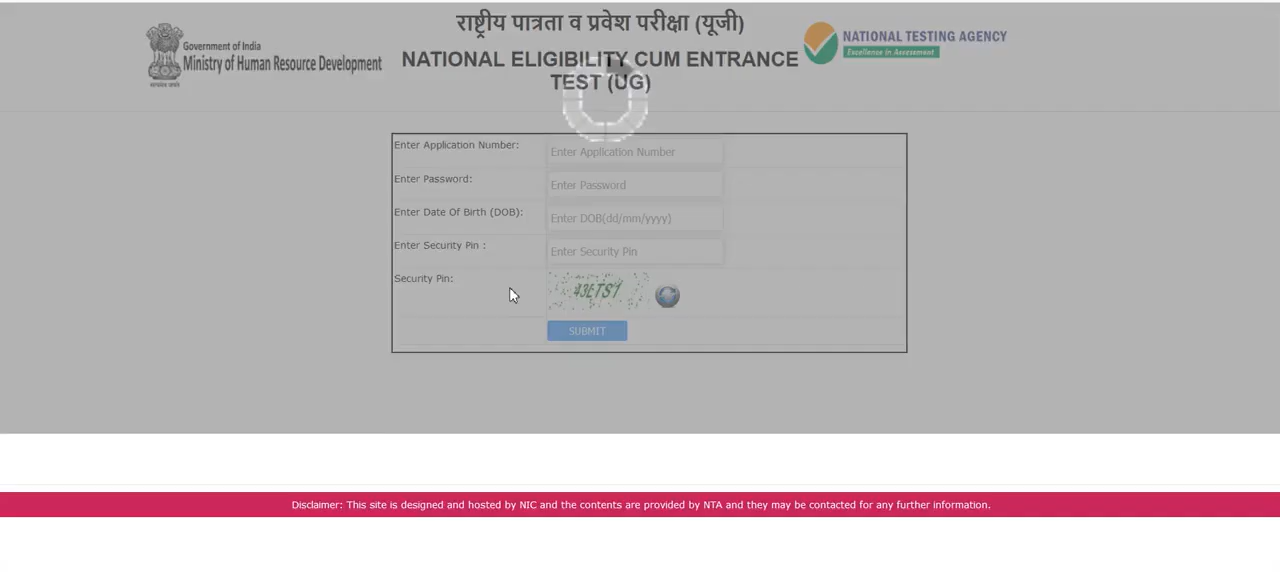 राष्ट्रीय पात्रता व प्रवेश परीक्षा (यूजी)
Government of India
Ministry of Human Resource Development
NATIONAL ELIGIBILITY CUM ENTRANCE
TEST (UG)
NATIONAL TESTING AGENCY
Excellence in Assessment
Enter Application Number:
Enter Application Number
Enter Password:
Enter Password
Enter Date Of Birth (DOB):
Enter DOB(dd/mm/yyyy)
Enter Security Pin :
Enter Security Pin
Security Pin:
43ETS1
SUBMIT
Disclaimer: This site is designed and hosted by NIC and the contents are provided by NTA and they may be contacted for any further information.